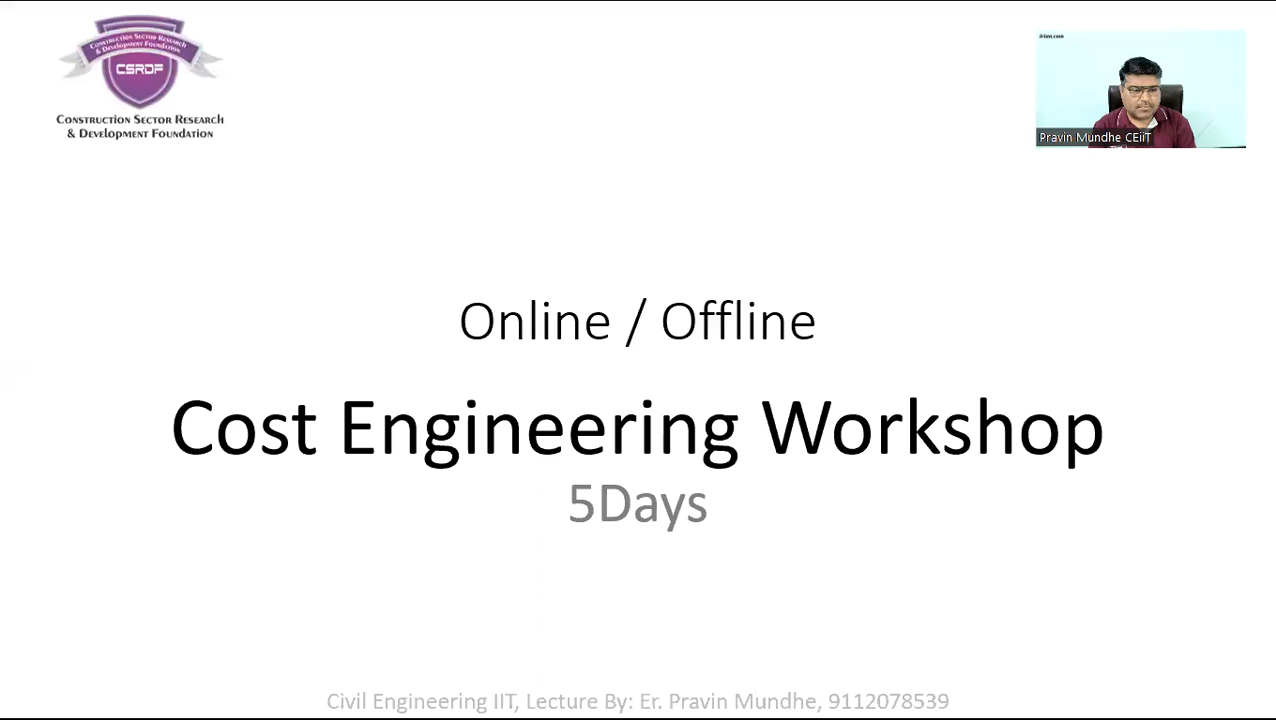 CONSTRUCTION SECTOR RESEARCH
& DEVELOPMENT FOUNDATION
CSRDF
CONSTRUCTION SECTOR RESEARCH
& DEVELOPMENT FOUNDATION
Pravin Mundhe CEiiT
Online / Offline
Cost Engineering Workshop
5Days
Civil Engineering IIT, Lecture By: Er. Pravin Mundhe, 9112078539